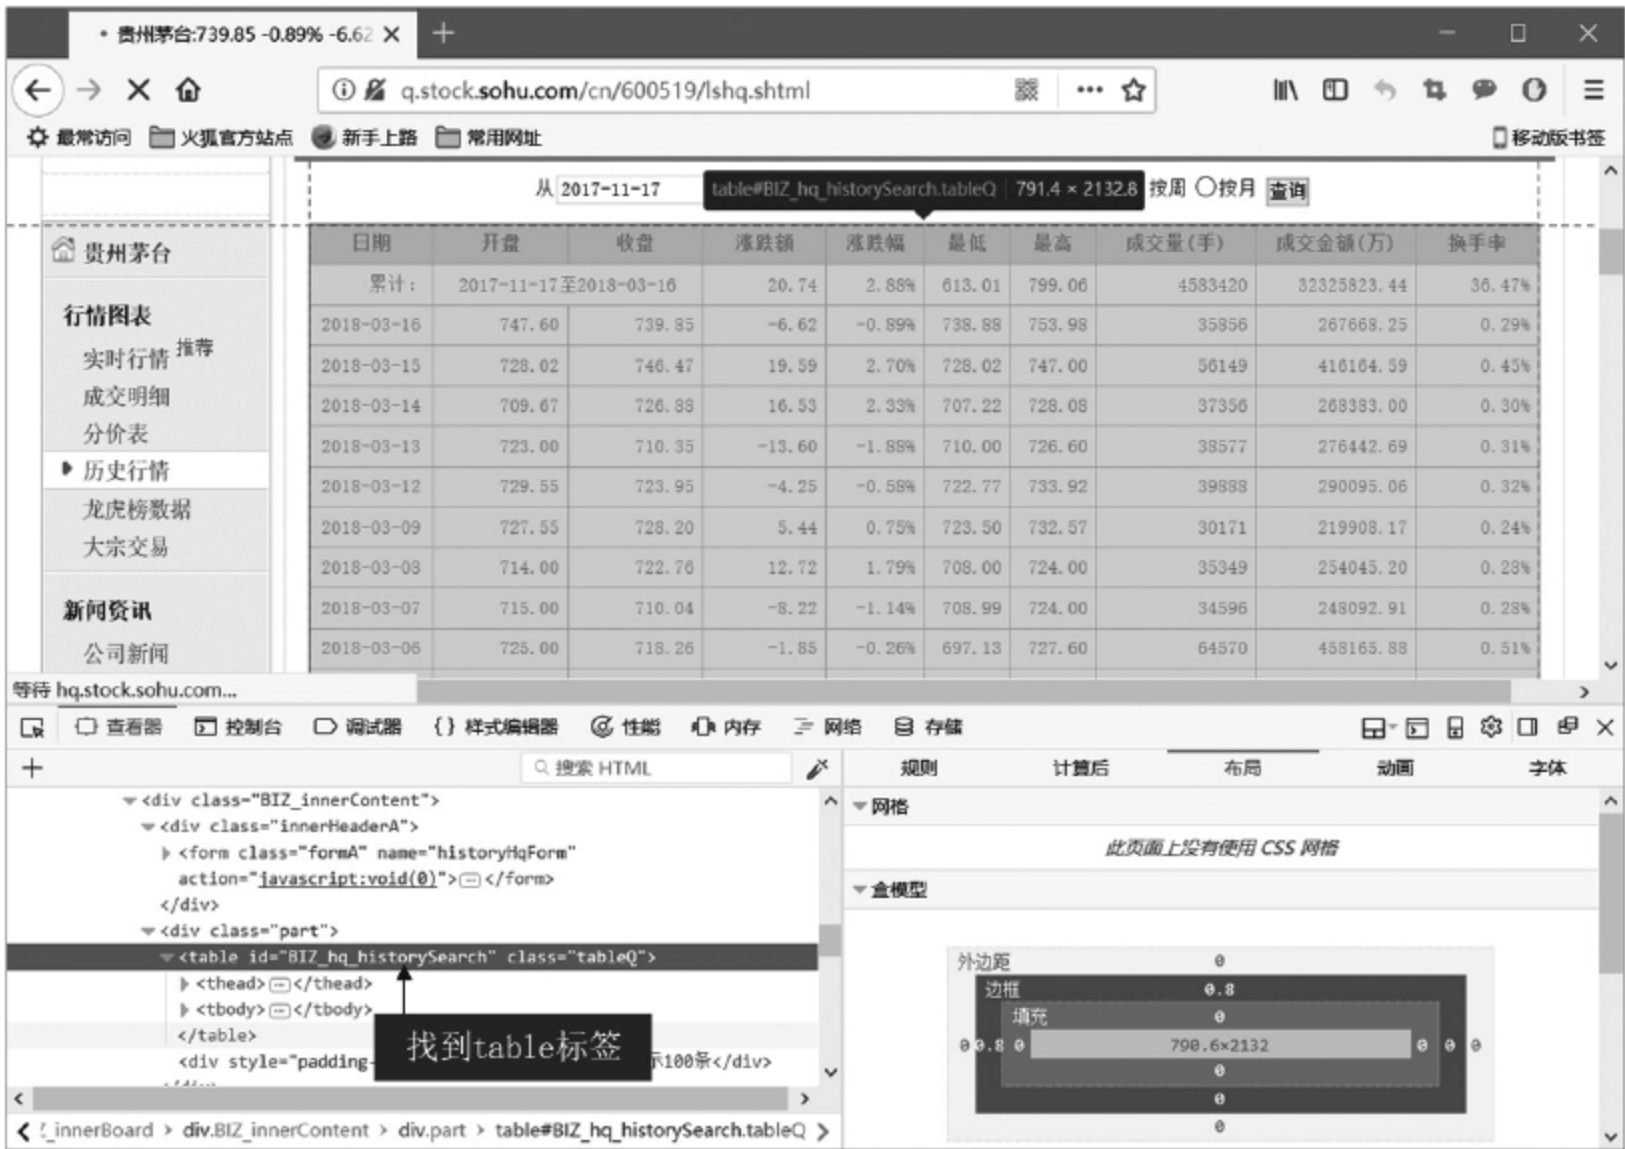 贵州茅台:739.85 -0.89% -6.62
q.stock.sohu.com/cn/600519/lshq.shtml
最常访问 火狐官方站点 新手上路 常用网址 移动版书签
从 2017-11-17 table#BIZ_hq_historySearch.tableQ 791.4 × 2132.8 按周 按月 查询
贵州茅台
行情图表
实时行情 推荐
成交明细
分价表
历史行情
龙虎榜数据
大宗交易
新闻资讯
公司新闻
日期 开盘 收盘 涨跌额 涨跌幅 最低 最高 成交量(手) 成交金额(万) 换手率
累计: 2017-11-17至2018-03-16 20.74 2.88% 613.01 799.06 4583420 32325823.44 36.47%
2018-03-16 747.60 739.85 -6.62 -0.89% 738.88 753.98 35856 267668.25 0.29%
2018-03-15 728.02 746.47 19.59 2.70% 728.02 747.00 56149 416164.59 0.45%
2018-03-14 709.67 726.88 16.53 2.33% 707.22 728.08 37356 268383.00 0.30%
2018-03-13 723.00 710.35 -13.60 -1.88% 710.00 726.60 38577 276442.69 0.31%
2018-03-12 729.55 723.95 -4.25 -0.58% 722.77 733.92 39888 290095.06 0.32%
2018-03-09 727.55 728.20 5.44 0.75% 723.50 732.57 30171 219908.17 0.24%
2018-03-08 714.00 722.76 12.72 1.79% 708.00 724.00 35349 254045.20 0.28%
2018-03-07 715.00 710.04 -8.22 -1.14% 708.99 724.00 34596 248092.91 0.28%
2018-03-06 725.00 718.26 -1.85 -0.26% 697.13 727.60 64570 458165.88 0.51%
等待 hq.stock.sohu.com...
查看器 控制台 调试器 {} 样式编辑器 性能 内存 网络 存储
搜索 HTML
<div class="BIZ_innerContent">
<div class="innerHeaderA">
<form class="formA" name="historyHqForm"
action="javascript:void(0)"></form>
</div>
<div class="part">
<table id="BIZ_hq_historySearch" class="tableQ">
<thead></thead>
<tbody></tbody>
</table>
找到table标签
<div style="padding- 示100条</div>
_innerBoard > div.BIZ_innerContent > div.part > table#BIZ_hq_historySearch.tableQ
规则 计算后 布局 动画 字体
网格
此页面上没有使用 CSS 网格
盒模型
外边距 0
边框 0.8
填充 0
0 0.8 0 790.6×2132 0 0 0
0
0
0